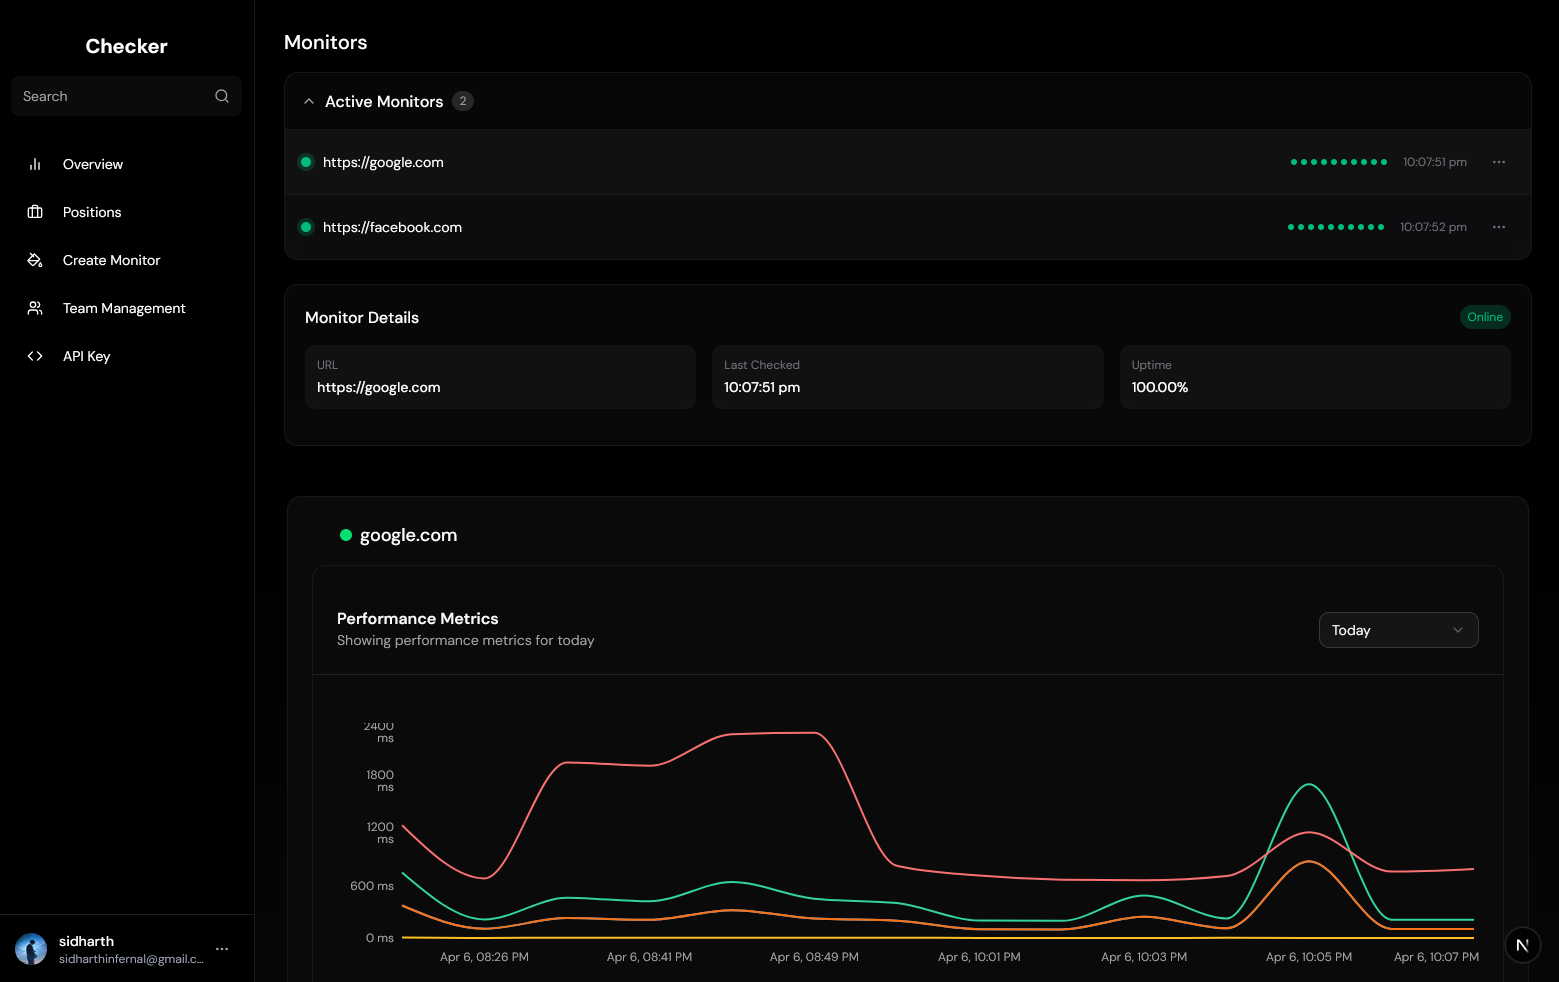 Checker
Search
Overview
Positions
Create Monitor
Team Management
API Key
sidharth
sidharthinfernal@gmail.c...
Monitors
Active Monitors 2
https://google.com 10:07:51 pm
https://facebook.com 10:07:52 pm
Monitor Details Online
URL
https://google.com
Last Checked
10:07:51 pm
Uptime
100.00%
google.com
Performance Metrics
Showing performance metrics for today
Today
2400
ms
1800
ms
1200
ms
600 ms
0 ms
Apr 6, 08:26 PM Apr 6, 08:41 PM Apr 6, 08:49 PM Apr 6, 10:01 PM Apr 6, 10:03 PM Apr 6, 10:05 PM Apr 6, 10:07 PM
N